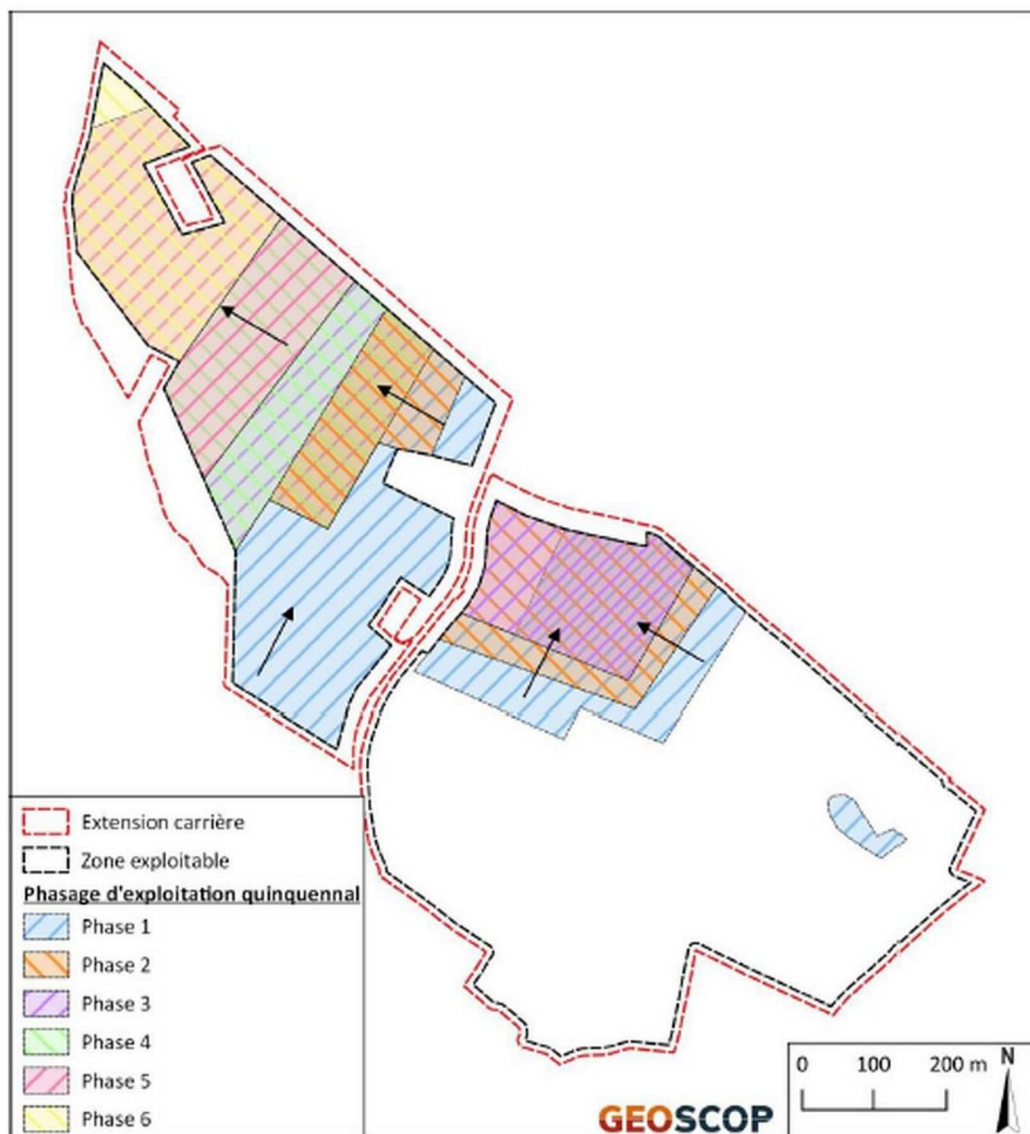 Extension carrière
Zone exploitable
Phasage d'exploitation quinquennal
Phase 1
Phase 2
Phase 3
Phase 4
Phase 5
Phase 6
GEOSCOP
0 100 200 m
N